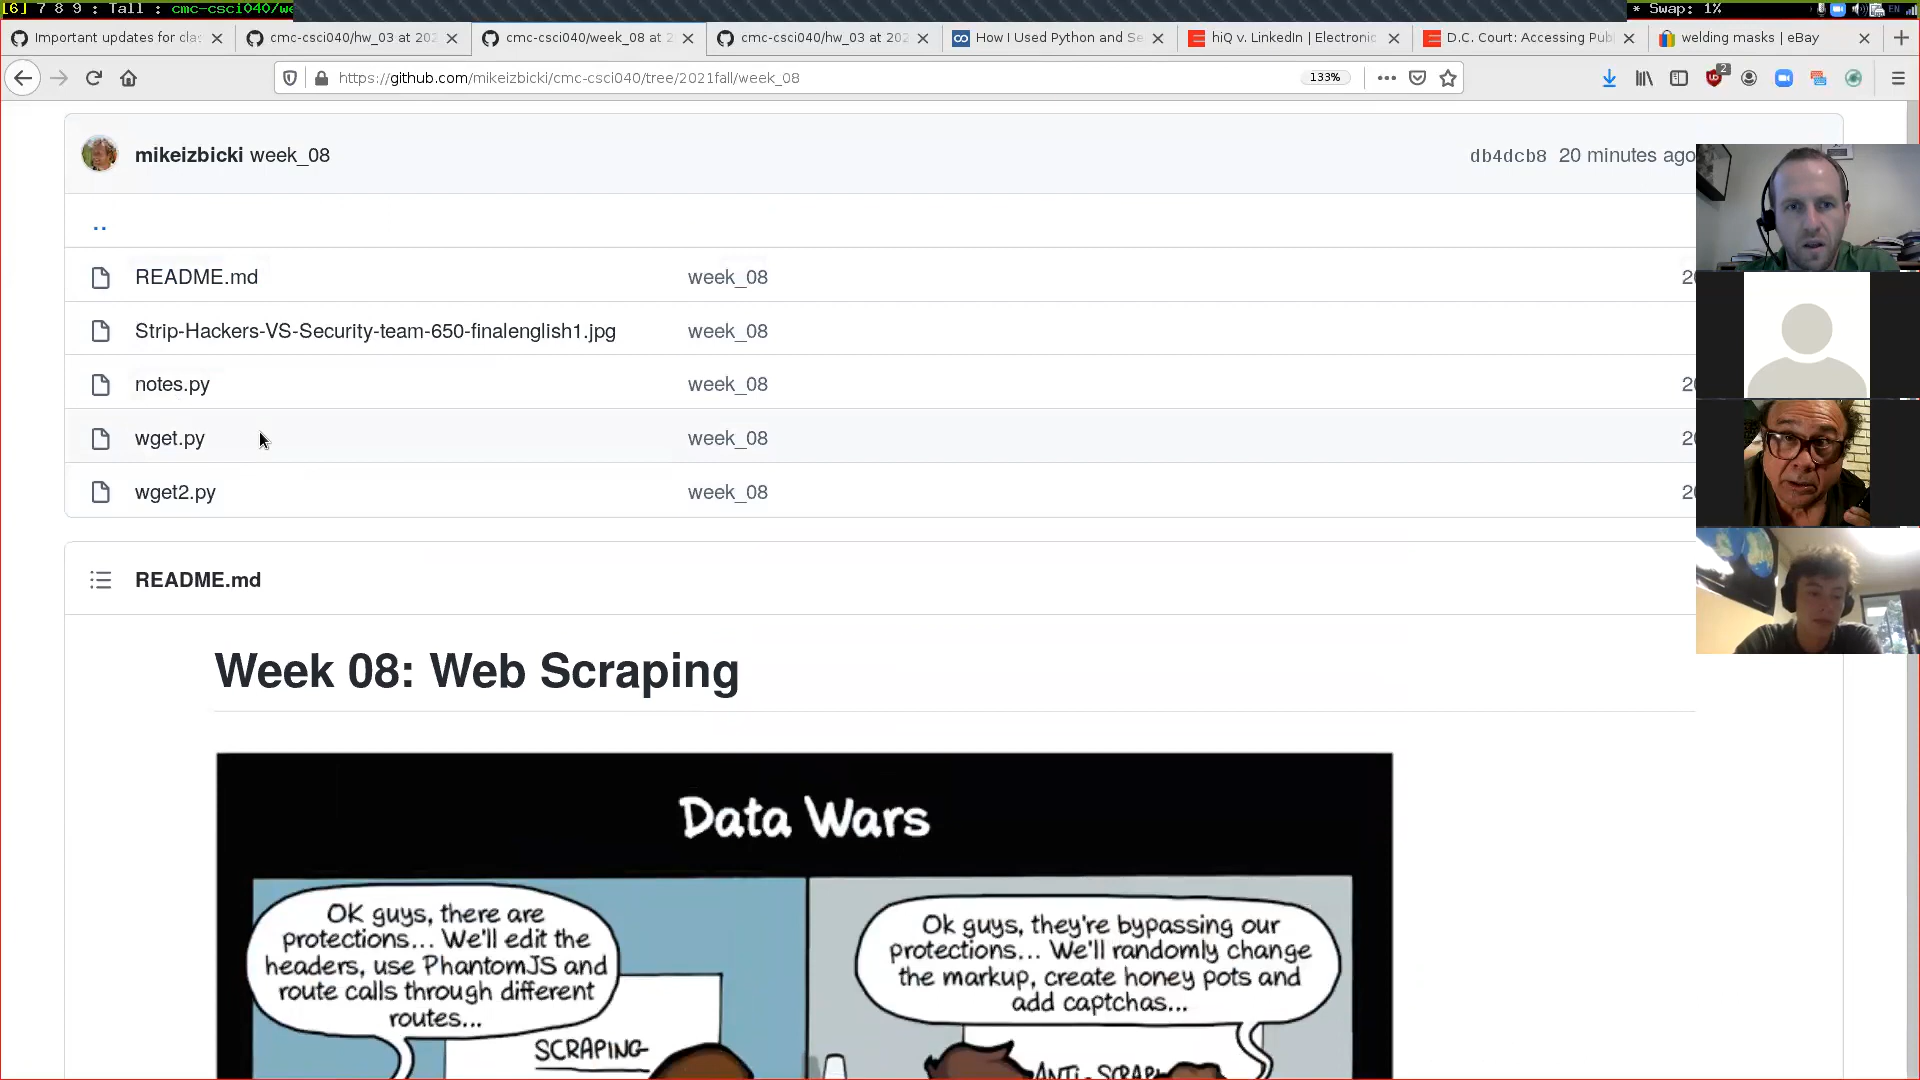 [6] 7 8 9 : Tall : cmc-csci040/we
* Swap: 1%
EN
Important updates for cla
cmc-csci040/hw_03 at 202
cmc-csci040/week_08 at 2
cmc-csci040/hw_03 at 202
How I Used Python and Se
hiQ v. LinkedIn | Electronic
D.C. Court: Accessing Publ
welding masks | eBay
https://github.com/mikeizbicki/cmc-csci040/tree/2021fall/week_08
133%
2
mikeizbicki week_08
db4dcb8 20 minutes ago
..
README.md week_08
Strip-Hackers-VS-Security-team-650-finalenglish1.jpg week_08
notes.py week_08
wget.py week_08
wget2.py week_08
README.md
Week 08: Web Scraping
Data Wars
OK guys, there are
protections... We'll edit the
headers, use PhantomJS and
route calls through different
routes...
SCRAPING
Ok guys, they're bypassing our
protections... We'll randomly change
the markup, create honey pots and
add captchas...
ANTI-SCRAPI